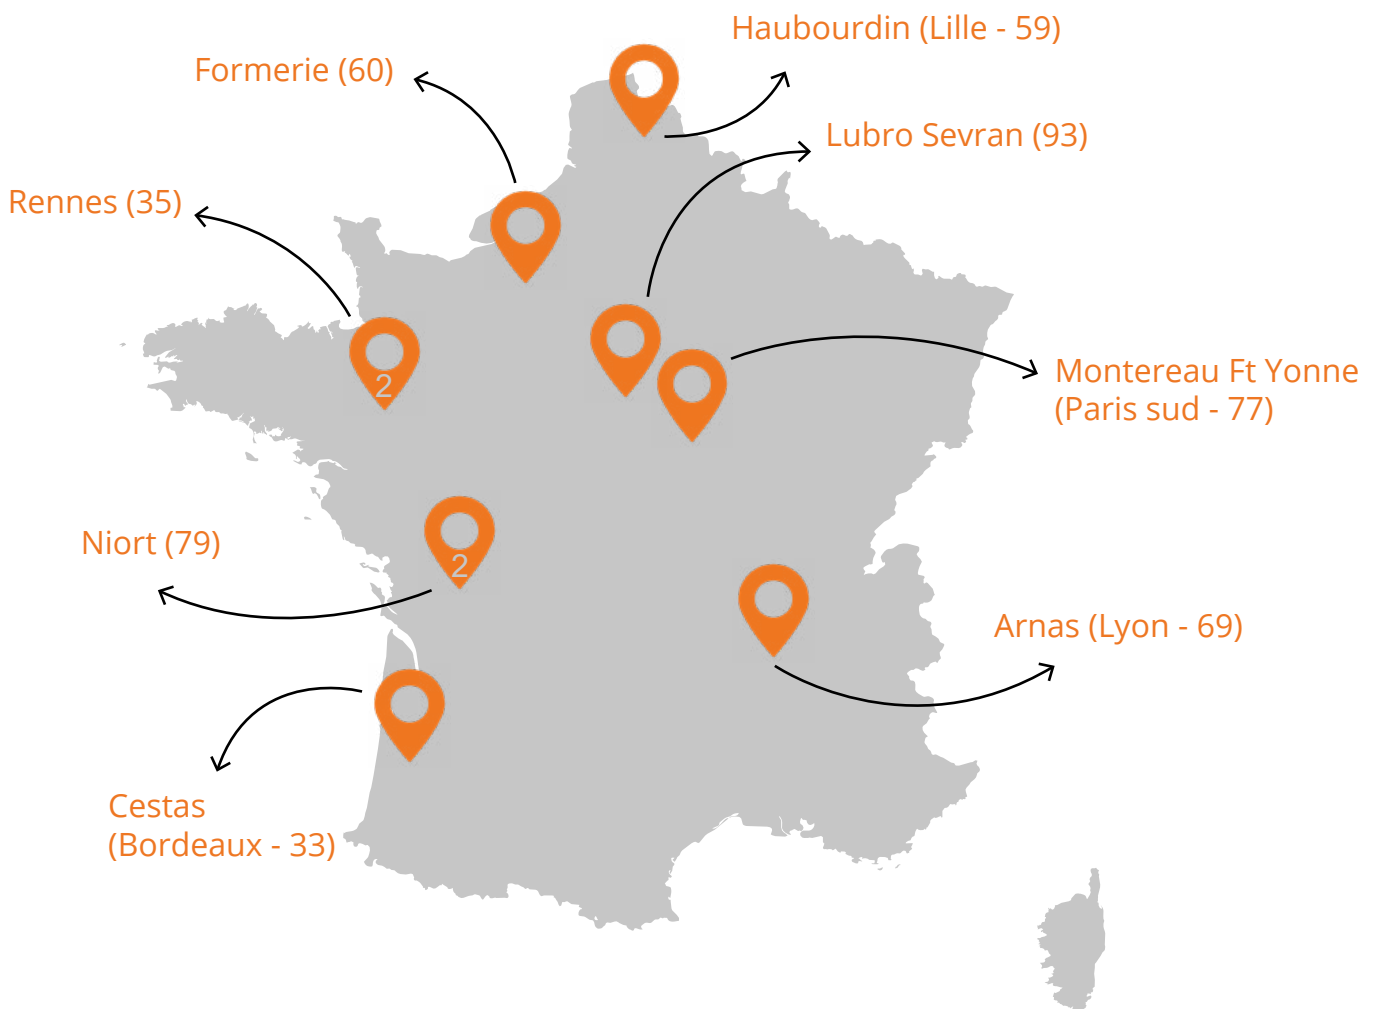 Haubourdin (Lille - 59)
Formerie (60)
Lubro Sevran (93)
Rennes (35)
2
Montereau Ft Yonne
(Paris sud - 77)
Niort (79)
2
Arnas (Lyon - 69)
Cestas
(Bordeaux - 33)